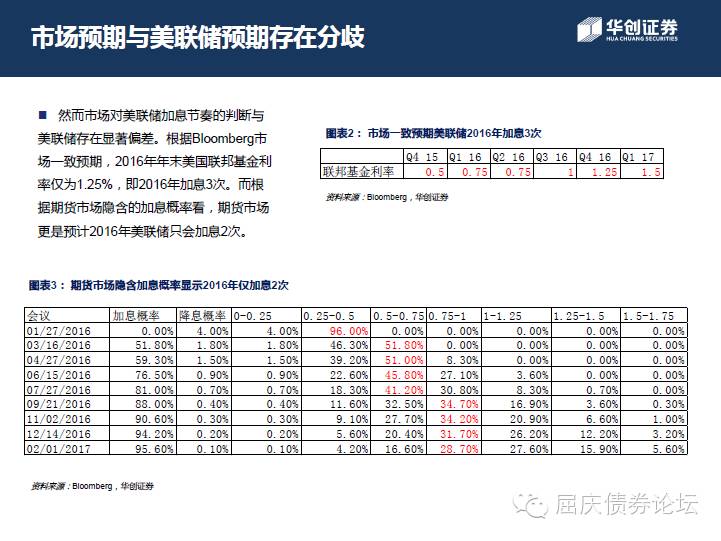 市场预期与美联储预期存在分歧
华创证券
HUA CHUANG SECURITIES
■ 然而市场对美联储加息节奏的判断与
美联储存在显著偏差。根据Bloomberg市
场一致预期，2016年年末美国联邦基金利
率仅为1.25%，即2016年加息3次。而根
据期货市场隐含的加息概率看，期货市场
更是预计2016年美联储只会加息2次。
图表2： 市场一致预期美联储2016年加息3次
Q4 15 Q1 16 Q2 16 Q3 16 Q4 16 Q1 17
联邦基金利率 0.5 0.75 0.75 1 1.25 1.5
资料来源：Bloomberg，华创证券
图表3： 期货市场隐含加息概率显示2016年仅加息2次
会议 加息概率 降息概率 0-0.25 0.25-0.5 0.5-0.75 0.75-1 1-1.25 1.25-1.5 1.5-1.75
01/27/2016 0.00% 4.00% 4.00% 96.00% 0.00% 0.00% 0.00% 0.00% 0.00%
03/16/2016 51.80% 1.80% 1.80% 46.30% 51.80% 0.00% 0.00% 0.00% 0.00%
04/27/2016 59.30% 1.50% 1.50% 39.20% 51.00% 8.30% 0.00% 0.00% 0.00%
06/15/2016 76.50% 0.90% 0.90% 22.60% 45.80% 27.10% 3.60% 0.00% 0.00%
07/27/2016 81.00% 0.70% 0.70% 18.30% 41.20% 30.80% 8.30% 0.70% 0.00%
09/21/2016 88.00% 0.40% 0.40% 11.60% 32.50% 34.70% 16.90% 3.60% 0.30%
11/02/2016 90.60% 0.30% 0.30% 9.10% 27.70% 34.20% 20.90% 6.60% 1.00%
12/14/2016 94.20% 0.20% 0.20% 5.60% 20.40% 31.70% 26.20% 12.20% 3.20%
02/01/2017 95.60% 0.10% 0.10% 4.20% 16.60% 28.70% 27.60% 15.90% 5.60%
资料来源：Bloomberg，华创证券
屈庆债券论坛